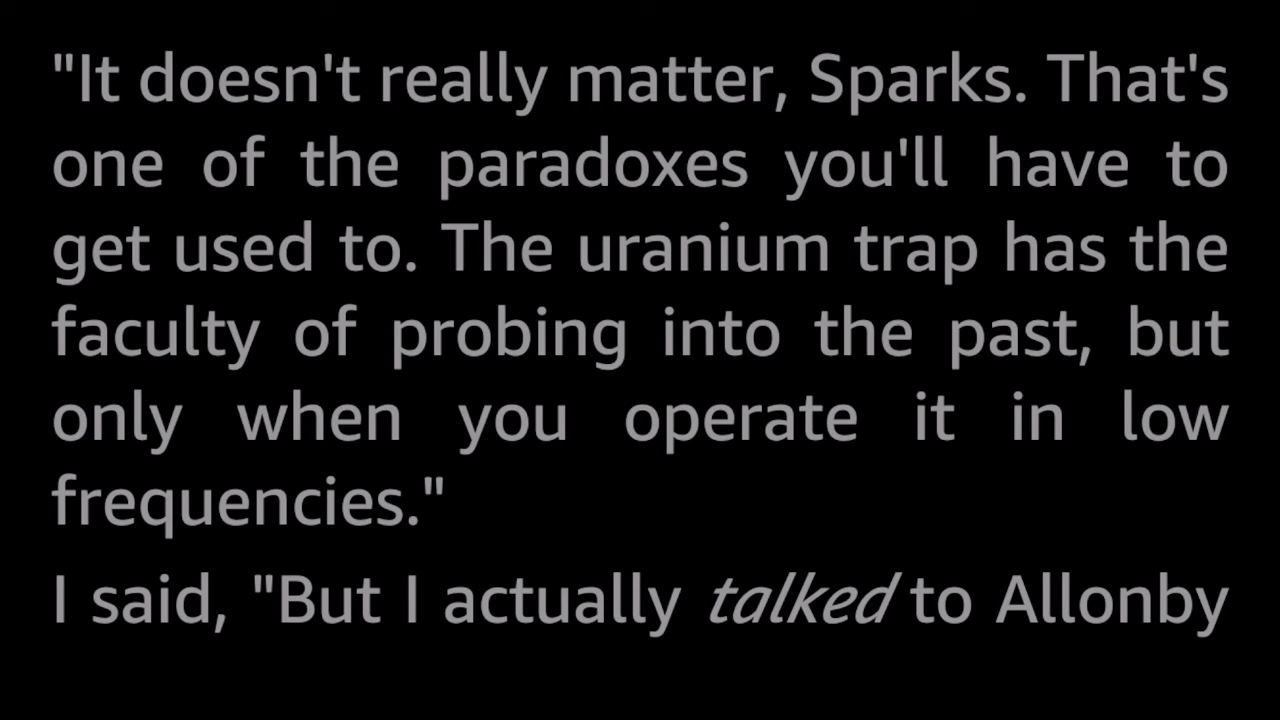 "It doesn't really matter, Sparks. That's
one of the paradoxes you'll have to
get used to. The uranium trap has the
faculty of probing into the past, but
only when you operate it in low
frequencies."
I said, "But I actually talked to Allonby